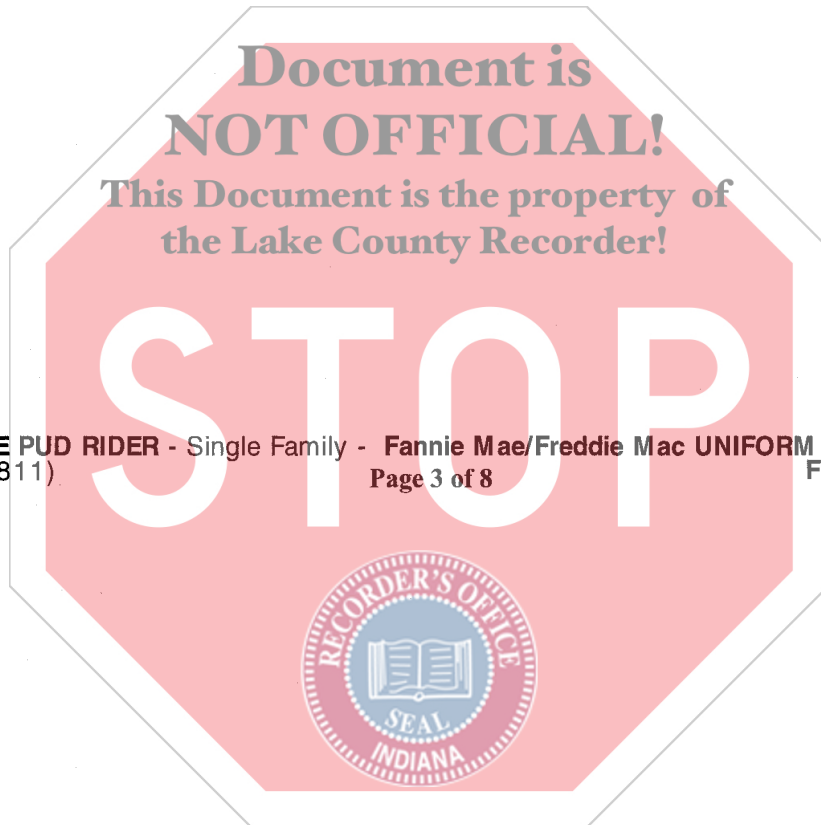 Document is
NOT OFFICIAL!
This Document is the property of
the Lake County Recorder!
STOP
PUD RIDER - Single Family - Fannie Mae/Freddie Mac UNIFORM
811)
Page 3 of 8
F
RECORDER'S OFFICE
SEAL
INDIANA